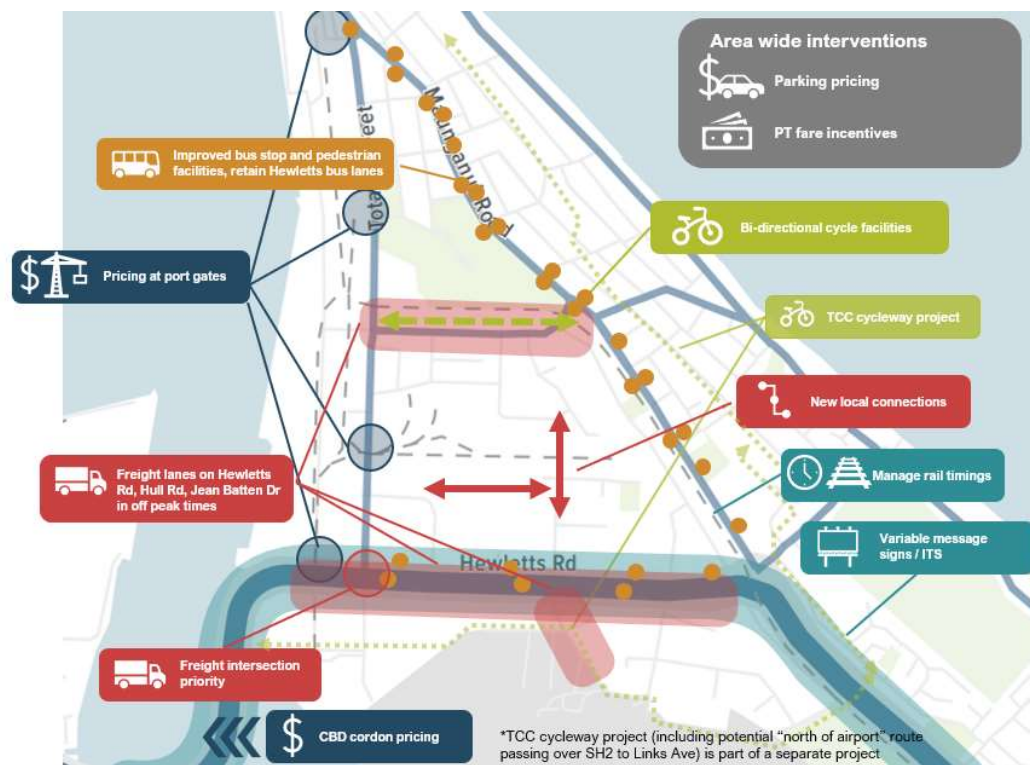 Area wide interventions
Parking pricing
PT fare incentives
Maunganui Road
Improved bus stop and pedestrian
facilities, retain Hewletts bus lanes
Tota
eet
Bi-directional cycle facilities
$
Pricing at port gates
TCC cycleway project
New local connections
Freight lanes on Hewletts
Rd, Hull Rd, Jean Batten Dr
in off peak times
Manage rail timings
Variable message
signs / ITS
Hewletts Rd
Freight intersection
priority
$
CBD cordon pricing
*TCC cycleway project (including potential “north of airport” route
passing over SH2 to Links Ave) is part of a separate project